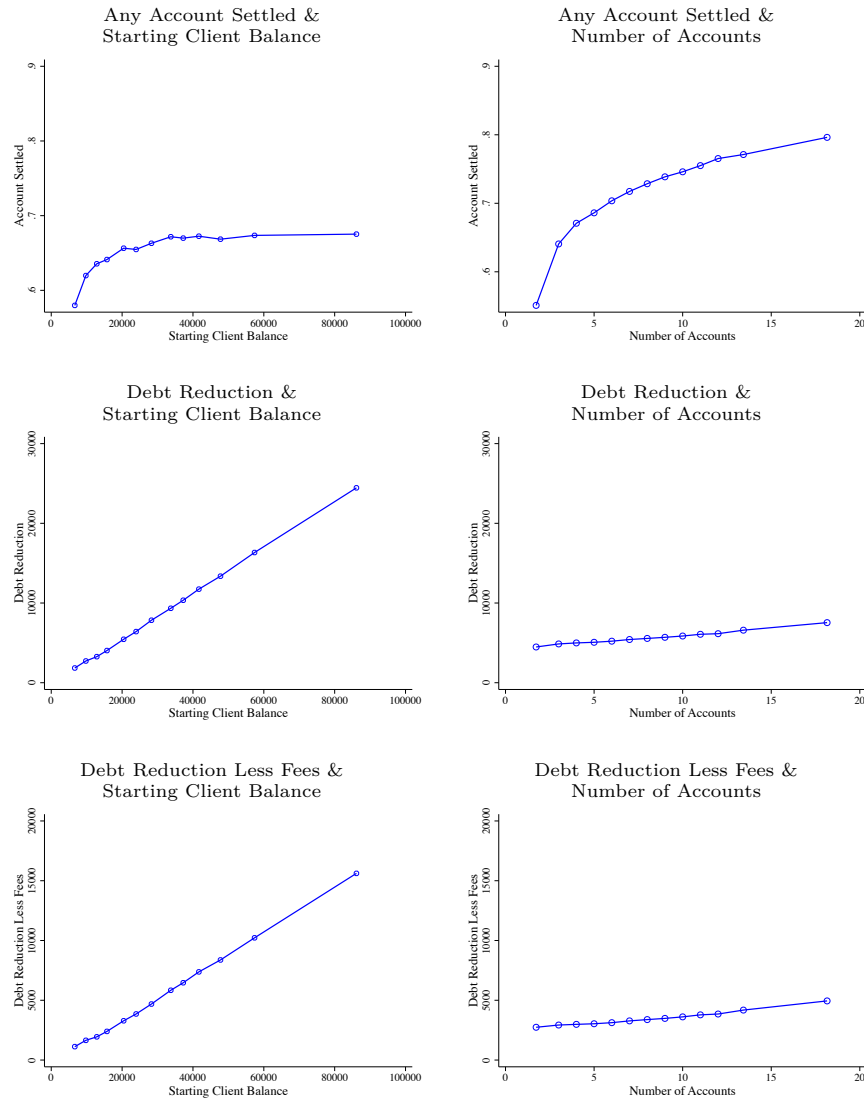 Any Account Settled &
Starting Client Balance
.9
.8
.7
.6
Account Settled
0 20000 40000 60000 80000 100000
Starting Client Balance
Any Account Settled &
Number of Accounts
.9
.8
.7
.6
Account Settled
0 5 10 15 20
Number of Accounts
Debt Reduction &
Starting Client Balance
30000
20000
10000
0
Debt Reduction
0 20000 40000 60000 80000 100000
Starting Client Balance
Debt Reduction &
Number of Accounts
30000
20000
10000
0
Debt Reduction
0 5 10 15 20
Number of Accounts
Debt Reduction Less Fees &
Starting Client Balance
20000
15000
10000
5000
0
Debt Reduction Less Fees
0 20000 40000 60000 80000 100000
Starting Client Balance
Debt Reduction Less Fees &
Number of Accounts
20000
15000
10000
5000
0
Debt Reduction Less Fees
0 5 10 15 20
Number of Accounts